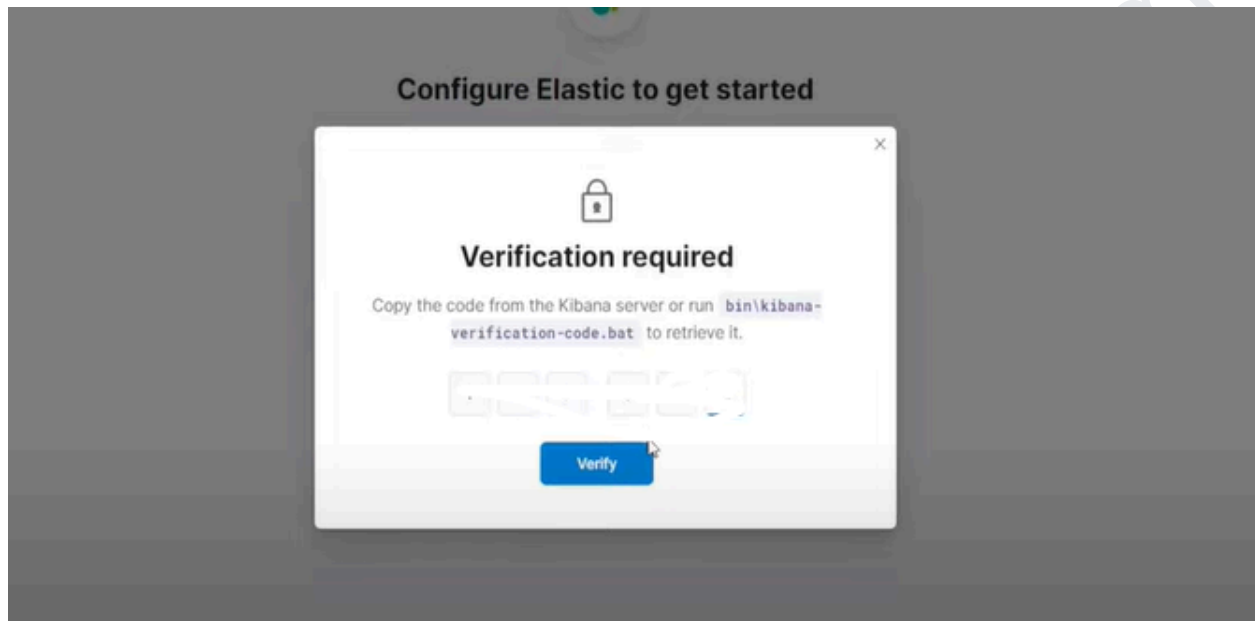 Configure Elastic to get started
Verification required
Copy the code from the Kibana server or run bin\kibana-
verification-code.bat to retrieve it.
Verify